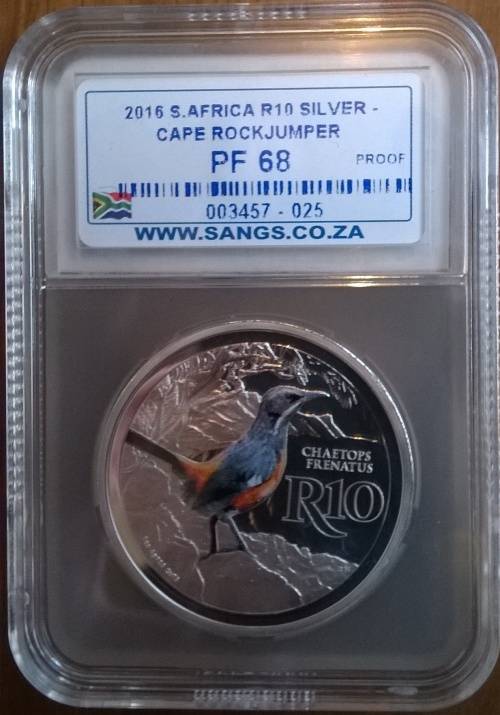 2016 S.AFRICA R10 SILVER -
CAPE ROCKJUMPER
PF 68 PROOF
003457 - 025
WWW.SANGS.CO.ZA
CHAETOPS
FRENATUS
R10